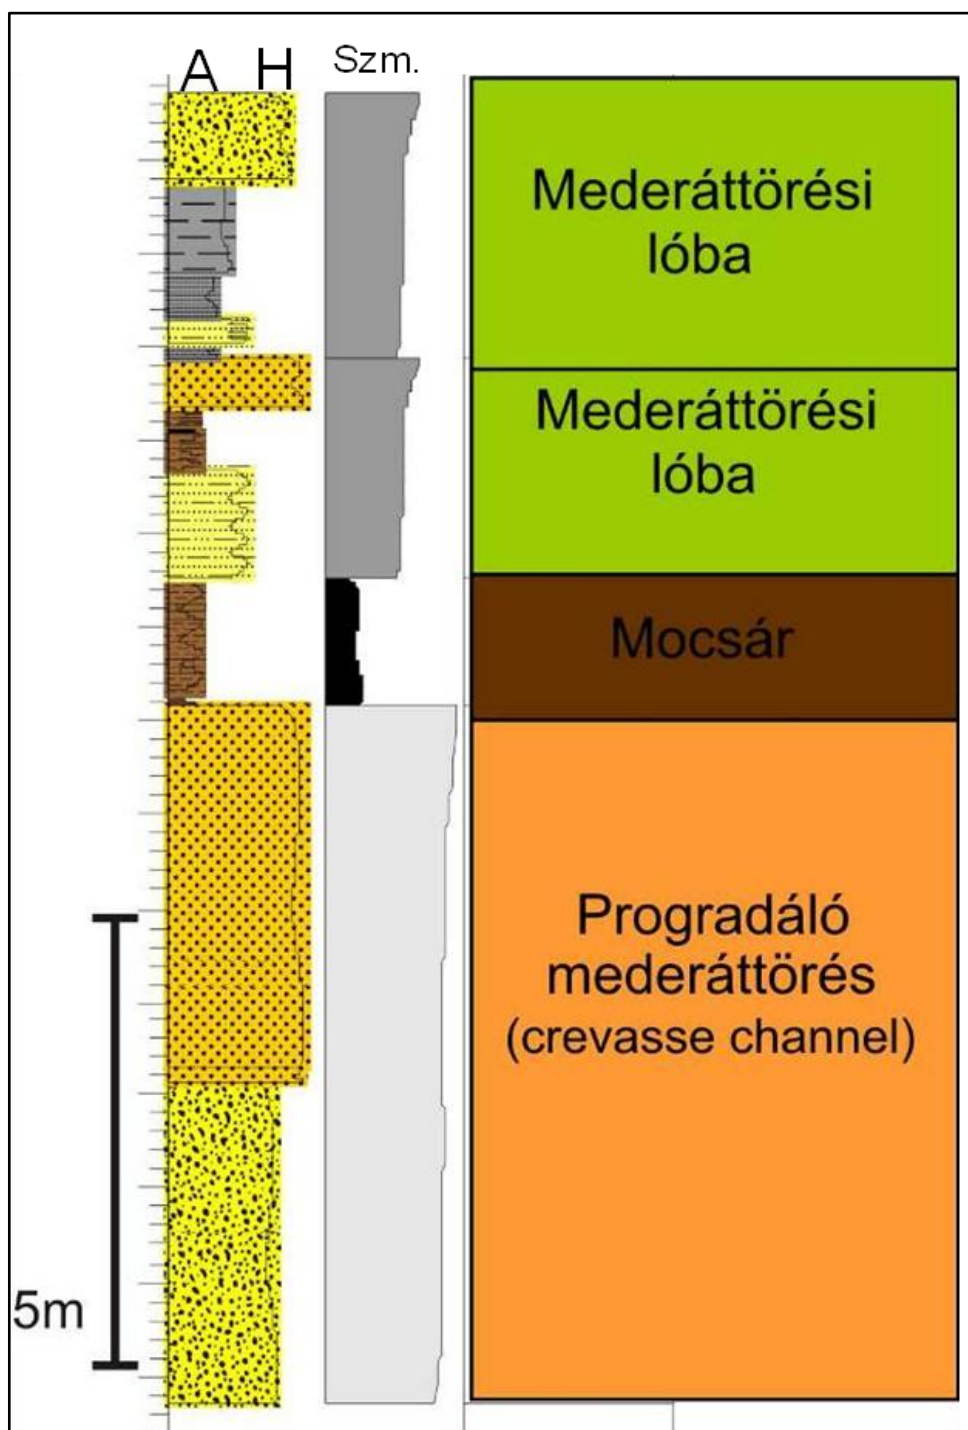 A H Szm.
Mederáttörési
lóba
Mederáttörési
lóba
Mocsár
Progradáló
mederáttörés
(crevasse channel)
5m